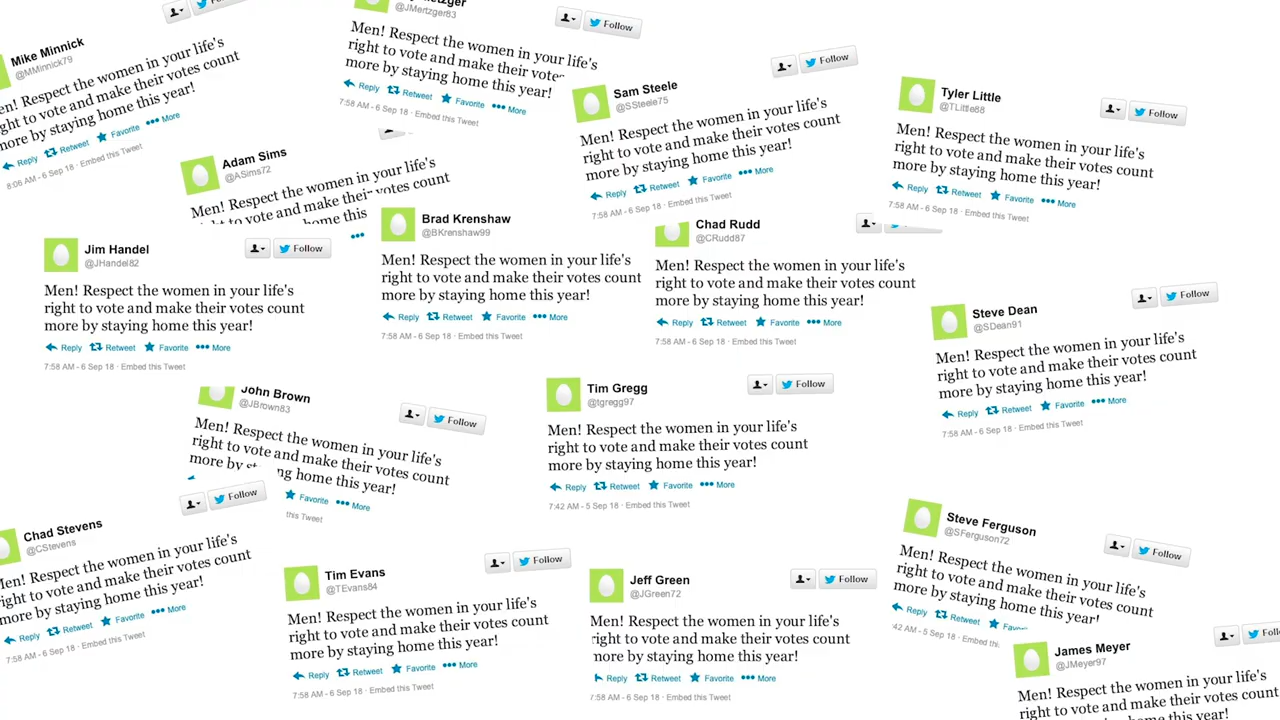 Follow
Mike Minnick
@MMinnick79
en! Respect the women in your life's
ght to vote and make their votes count
more by staying home this year!
Reply Retweet Favorite More
8:06 AM - 6 Sep 18 · Embed this Tweet
@JMertzger83
Follow
Men! Respect the women in your life's
right to vote and make their votes
more by staying home this year!
Reply Retweet Favorite More
7:58 AM - 6 Sep 18 · Embed this Tweet
Sam Steele
@SSteele75
Follow
Men! Respect the women in your life's
right to vote and make their votes count
more by staying home this year!
Reply Retweet Favorite More
7:58 AM - 6 Sep 18 · Embed this Tweet
Tyler Little
@TLittle88
Follow
Men! Respect the women in your life's
right to vote and make their votes count
more by staying home this year!
Reply Retweet Favorite More
7:58 AM - 6 Sep 18 · Embed this Tweet
Adam Sims
@ASims72
Men! Respect the women in your life's
to vote and make their votes count
home this
Jim Handel
@JHandel82
Follow
Men! Respect the women in your life's
right to vote and make their votes count
more by staying home this year!
Reply Retweet Favorite More
7:58 AM - 6 Sep 18 · Embed this Tweet
Brad Krenshaw
@BKrenshaw99
Men! Respect the women in your life's
right to vote and make their votes count
more by staying home this year!
Reply Retweet Favorite More
7:58 AM - 6 Sep 18 · Embed this Tweet
Chad Rudd
@CRudd87
Men! Respect the women in your life's
right to vote and make their votes count
more by staying home this year!
Reply Retweet Favorite More
7:58 AM - 6 Sep 18 · Embed this Tweet
Steve Dean
@SDean91
Follow
Men! Respect the women in your life's
right to vote and make their votes count
more by staying home this year!
Reply Retweet Favorite More
7:58 AM - 6 Sep 18 · Embed this Tweet
John Brown
@JBrown83
Follow
Men! Respect the women in your life's
right to vote and make their votes count
more by staying home this year!
Favorite More
this Tweet
Tim Gregg
@tgregg97
Follow
Men! Respect the women in your life's
right to vote and make their votes count
more by staying home this year!
Reply Retweet Favorite More
7:42 AM - 5 Sep 18 · Embed this Tweet
Chad Stevens
@CStevens
Follow
Men! Respect the women in your life's
right to vote and make their votes count
more by staying home this year!
Reply Retweet Favorite More
7:58 AM - 6 Sep 18 · Embed this Tweet
Tim Evans
@TEvans84
Follow
Men! Respect the women in your life's
right to vote and make their votes count
more by staying home this year!
Reply Retweet Favorite More
7:58 AM - 6 Sep 18 · Embed this Tweet
Jeff Green
@JGreen72
Follow
Men! Respect the women in your life's
right to vote and make their votes count
more by staying home this year!
Reply Retweet Favorite More
7:58 AM - 6 Sep 18 · Embed this Tweet
Steve Ferguson
@SFerguson72
Follow
Men! Respect the women in your life's
right to vote and make their votes count
more by staying home this year!
Reply Retweet
:42 AM - 5 Sep 18 · Embed thi
James Meyer
@JMeyer97
Men! Respect the women in your life's
right to vote and make their votes count